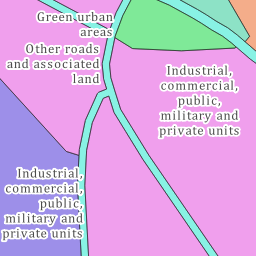 Green urban
areas
Other roads
and associated
land
Industrial,
commercial,
public,
military and
private units
Industrial,
commercial,
public,
military and
private units